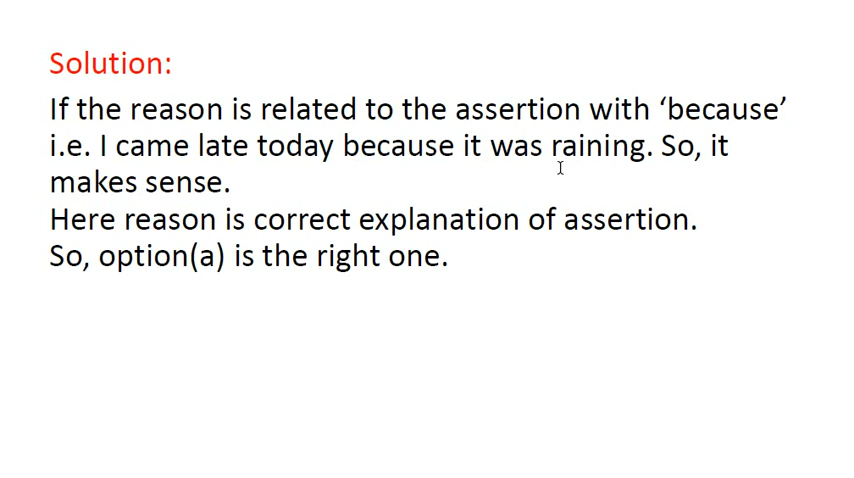 Solution:
If the reason is related to the assertion with ‘because’
i.e. I came late today because it was raining. So, it
makes sense.
Here reason is correct explanation of assertion.
So, option(a) is the right one.